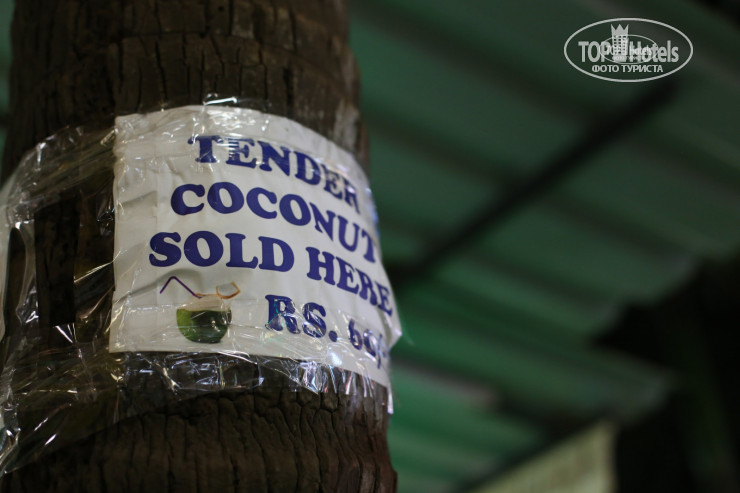 TOP Hotels
ФОТО ТУРИСТА
TENDER
COCONUT
SOLD HERE
RS. 60/-